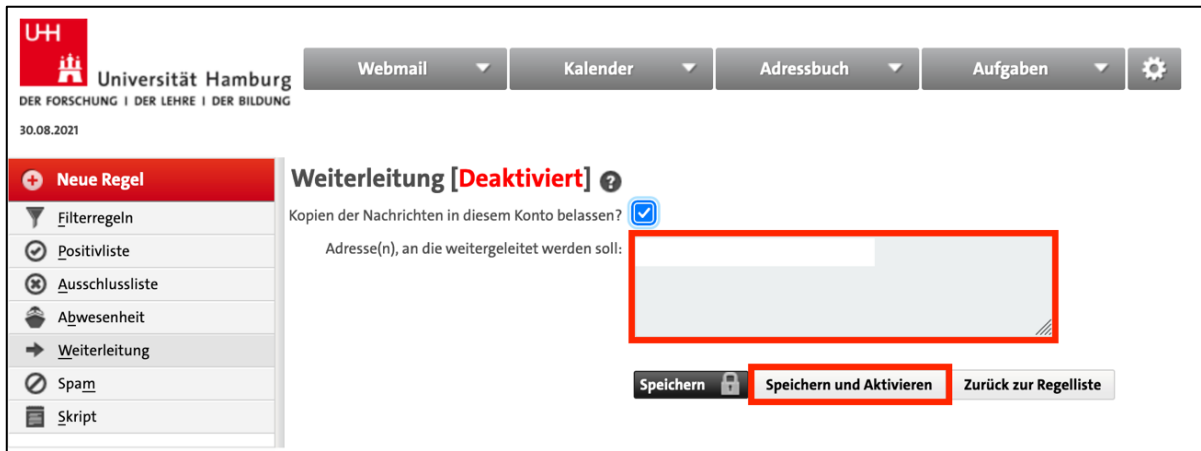 UHH
Universität Hamburg
DER FORSCHUNG | DER LEHRE | DER BILDUNG
Webmail Kalender Adressbuch Aufgaben
30.08.2021
Neue Regel
Filterregeln
Positivliste
Ausschlussliste
Abwesenheit
Weiterleitung
Spam
Skript
Weiterleitung [Deaktiviert] ?
Kopien der Nachrichten in diesem Konto belassen?
Adresse(n), an die weitergeleitet werden soll:
Speichern Speichern und Aktivieren Zurück zur Regelliste